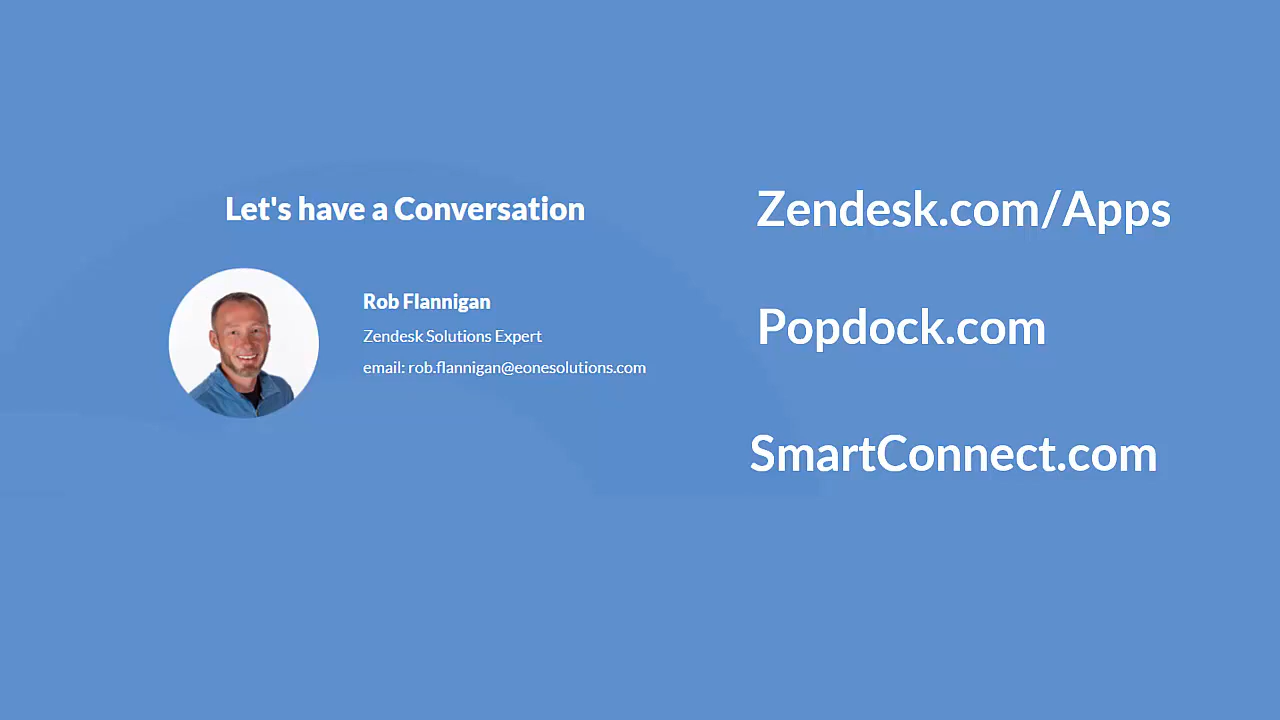 Let's have a Conversation
Rob Flannigan
Zendesk Solutions Expert
email: rob.flannigan@eonesolutions.com
Zendesk.com/Apps
Popdock.com
SmartConnect.com